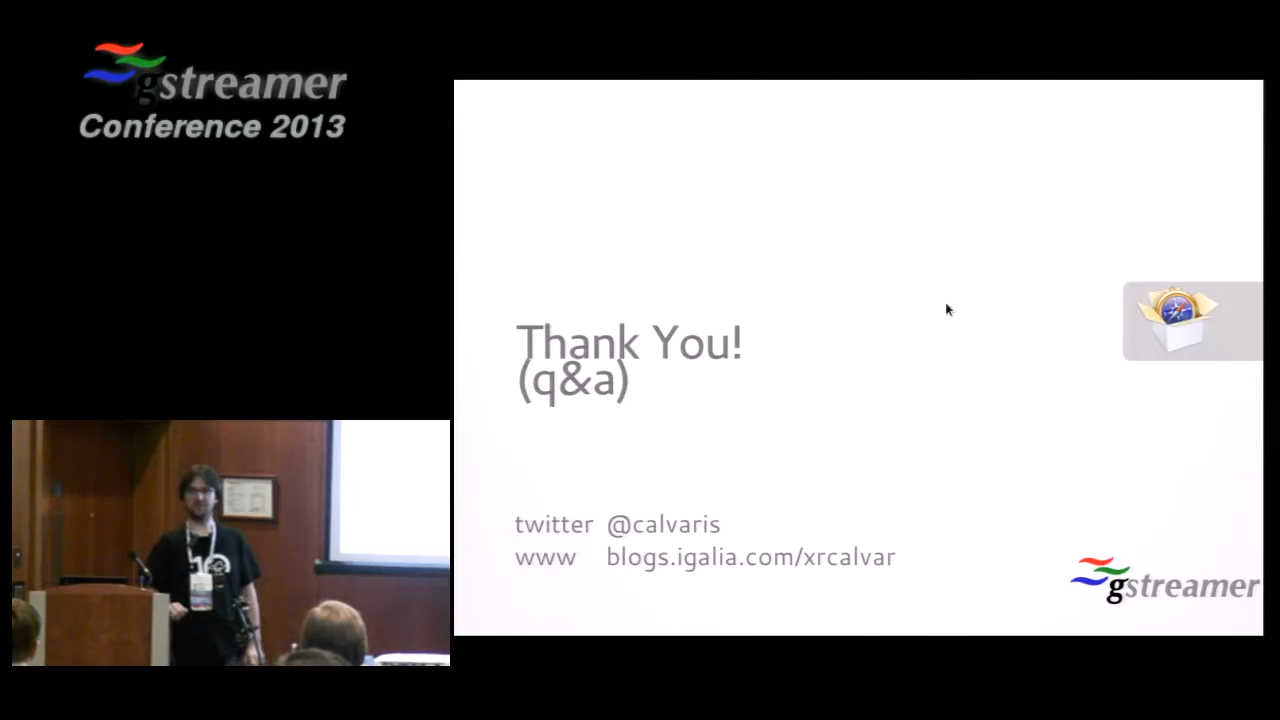 gstreamer
Conference 2013
Thank You!
(q&a)
twitter @calvaris
www blogs.igalia.com/xrcalvar
gstreamer